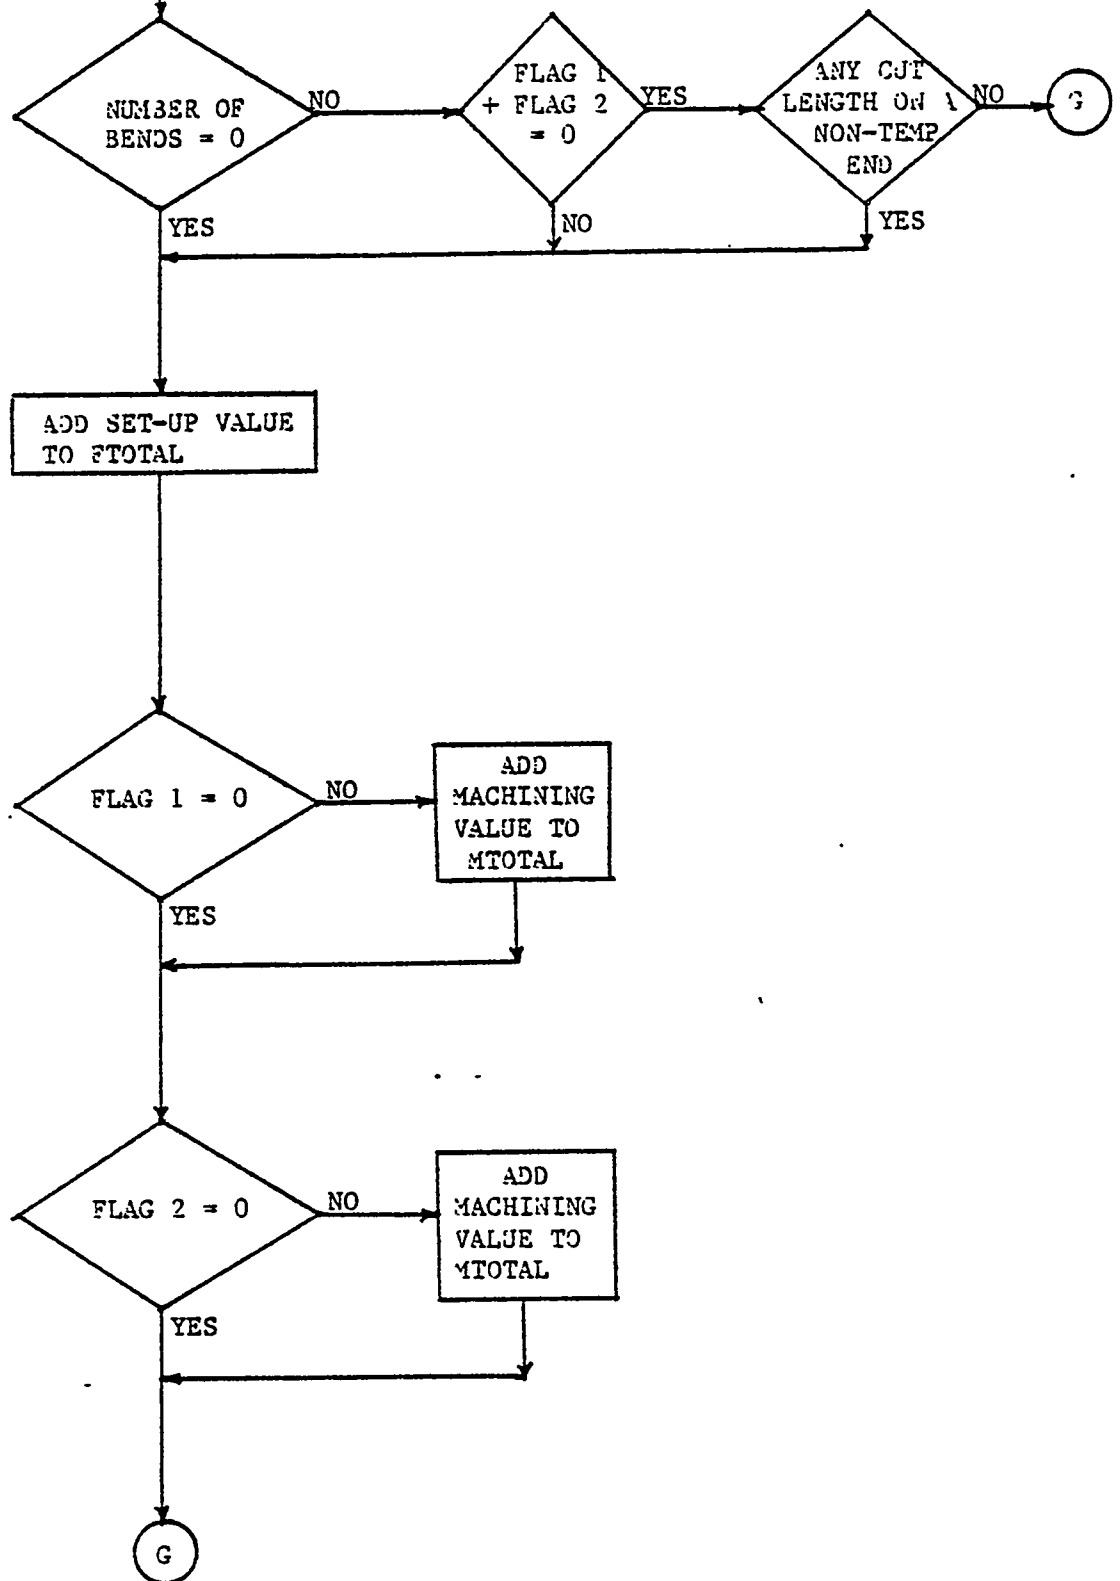 NUMBER OF
BENDS = 0
NO
YES
FLAG 1
+ FLAG 2
= 0
YES
NO
ANY CUT
LENGTH ON A
NON-TEMP
END
NO
YES
G
ADD SET-UP VALUE
TO FTOTAL
FLAG 1 = 0
NO
YES
ADD
MACHINING
VALUE TO
MTOTAL
FLAG 2 = 0
NO
YES
ADD
MACHINING
VALUE TO
MTOTAL
G